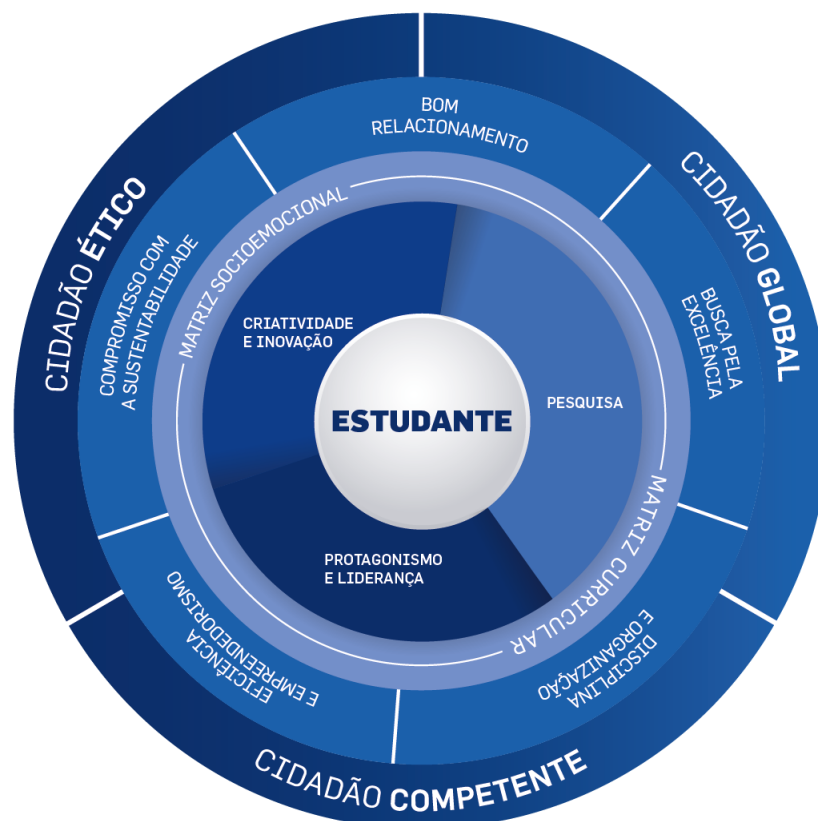 BOM
RELACIONAMENTO
CIDADÃO GLOBAL
CIDADÃO ÉTICO
MATRIZ SOCIOEMOCIONAL
COMPROMISSO COM
A SUSTENTABILIDADE
BUSCA PELA
EXCELÊNCIA
CRIATIVIDADE
E INOVAÇÃO
ESTUDANTE
PESQUISA
PROTAGONISMO
E LIDERANÇA
MATRIZ CURRICULAR
EFICIÊNCIA
E EMPREENDEDORISMO
DISCIPLINA
E ORGANIZAÇÃO
CIDADÃO COMPETENTE